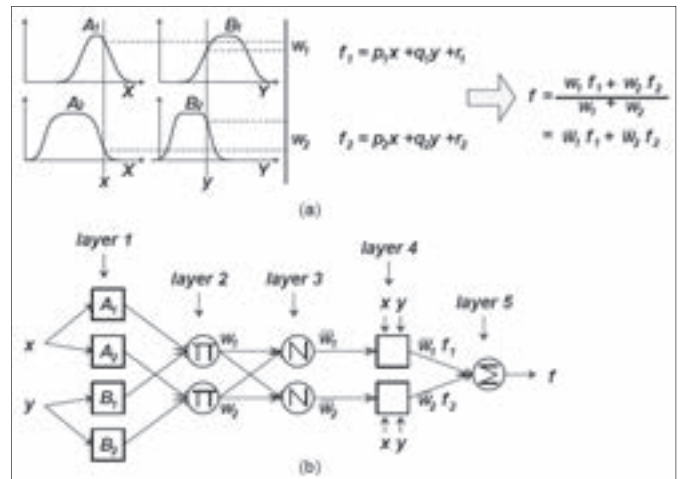 A₁ B₁
w₁ f₁ = p₁x + q₁y + r₁
X Y
f = w₁ f₁ + w₂ f₂ / w₁ + w₂
A₂ B₂
= w̅₁ f₁ + w̅₂ f₂
w₂ f₂ = p₂x + q₂y + r₂
X Y
x y
(a)
layer 1 layer 4
layer 2 layer 3
layer 5
x y
A₁
w₁ w̅₁ w̅₁ f₁
x Π N
A₂
Σ f
B₁
y Π N
w₂ w̅₂ w̅₂ f₂
B₂
x y
(b)